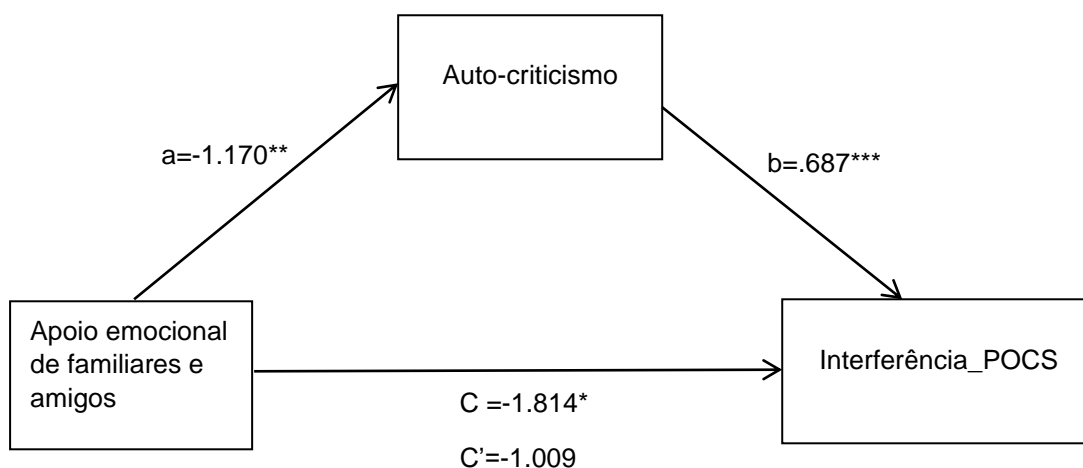 Auto-criticismo
a=-1.170**
b=.687***
Apoio emocional
de familiares e
amigos
Interferência_POCS
C =-1.814*
C'=-1.009